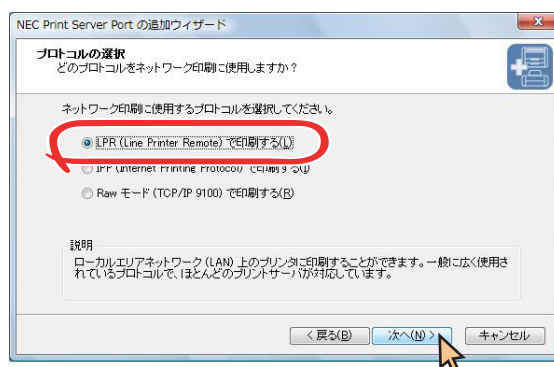 NEC Print Server Port の追加ウィザード
プロトコルの選択
どのプロトコルをネットワーク印刷に使用しますか？
ネットワーク印刷に使用するプロトコルを選択してください。
LPR (Line Printer Remote) で印刷する(L)
IPP (Internet Printing Protocol) で印刷する(I)
Raw モード (TCP/IP 9100) で印刷する(R)
説明
ローカルエリアネットワーク (LAN) 上のプリンタに印刷することができます。一般に広く使用さ
れているプロトコルで、ほとんどのプリントサーバが対応しています。
< 戻る(B)
次へ(N) >
キャンセル